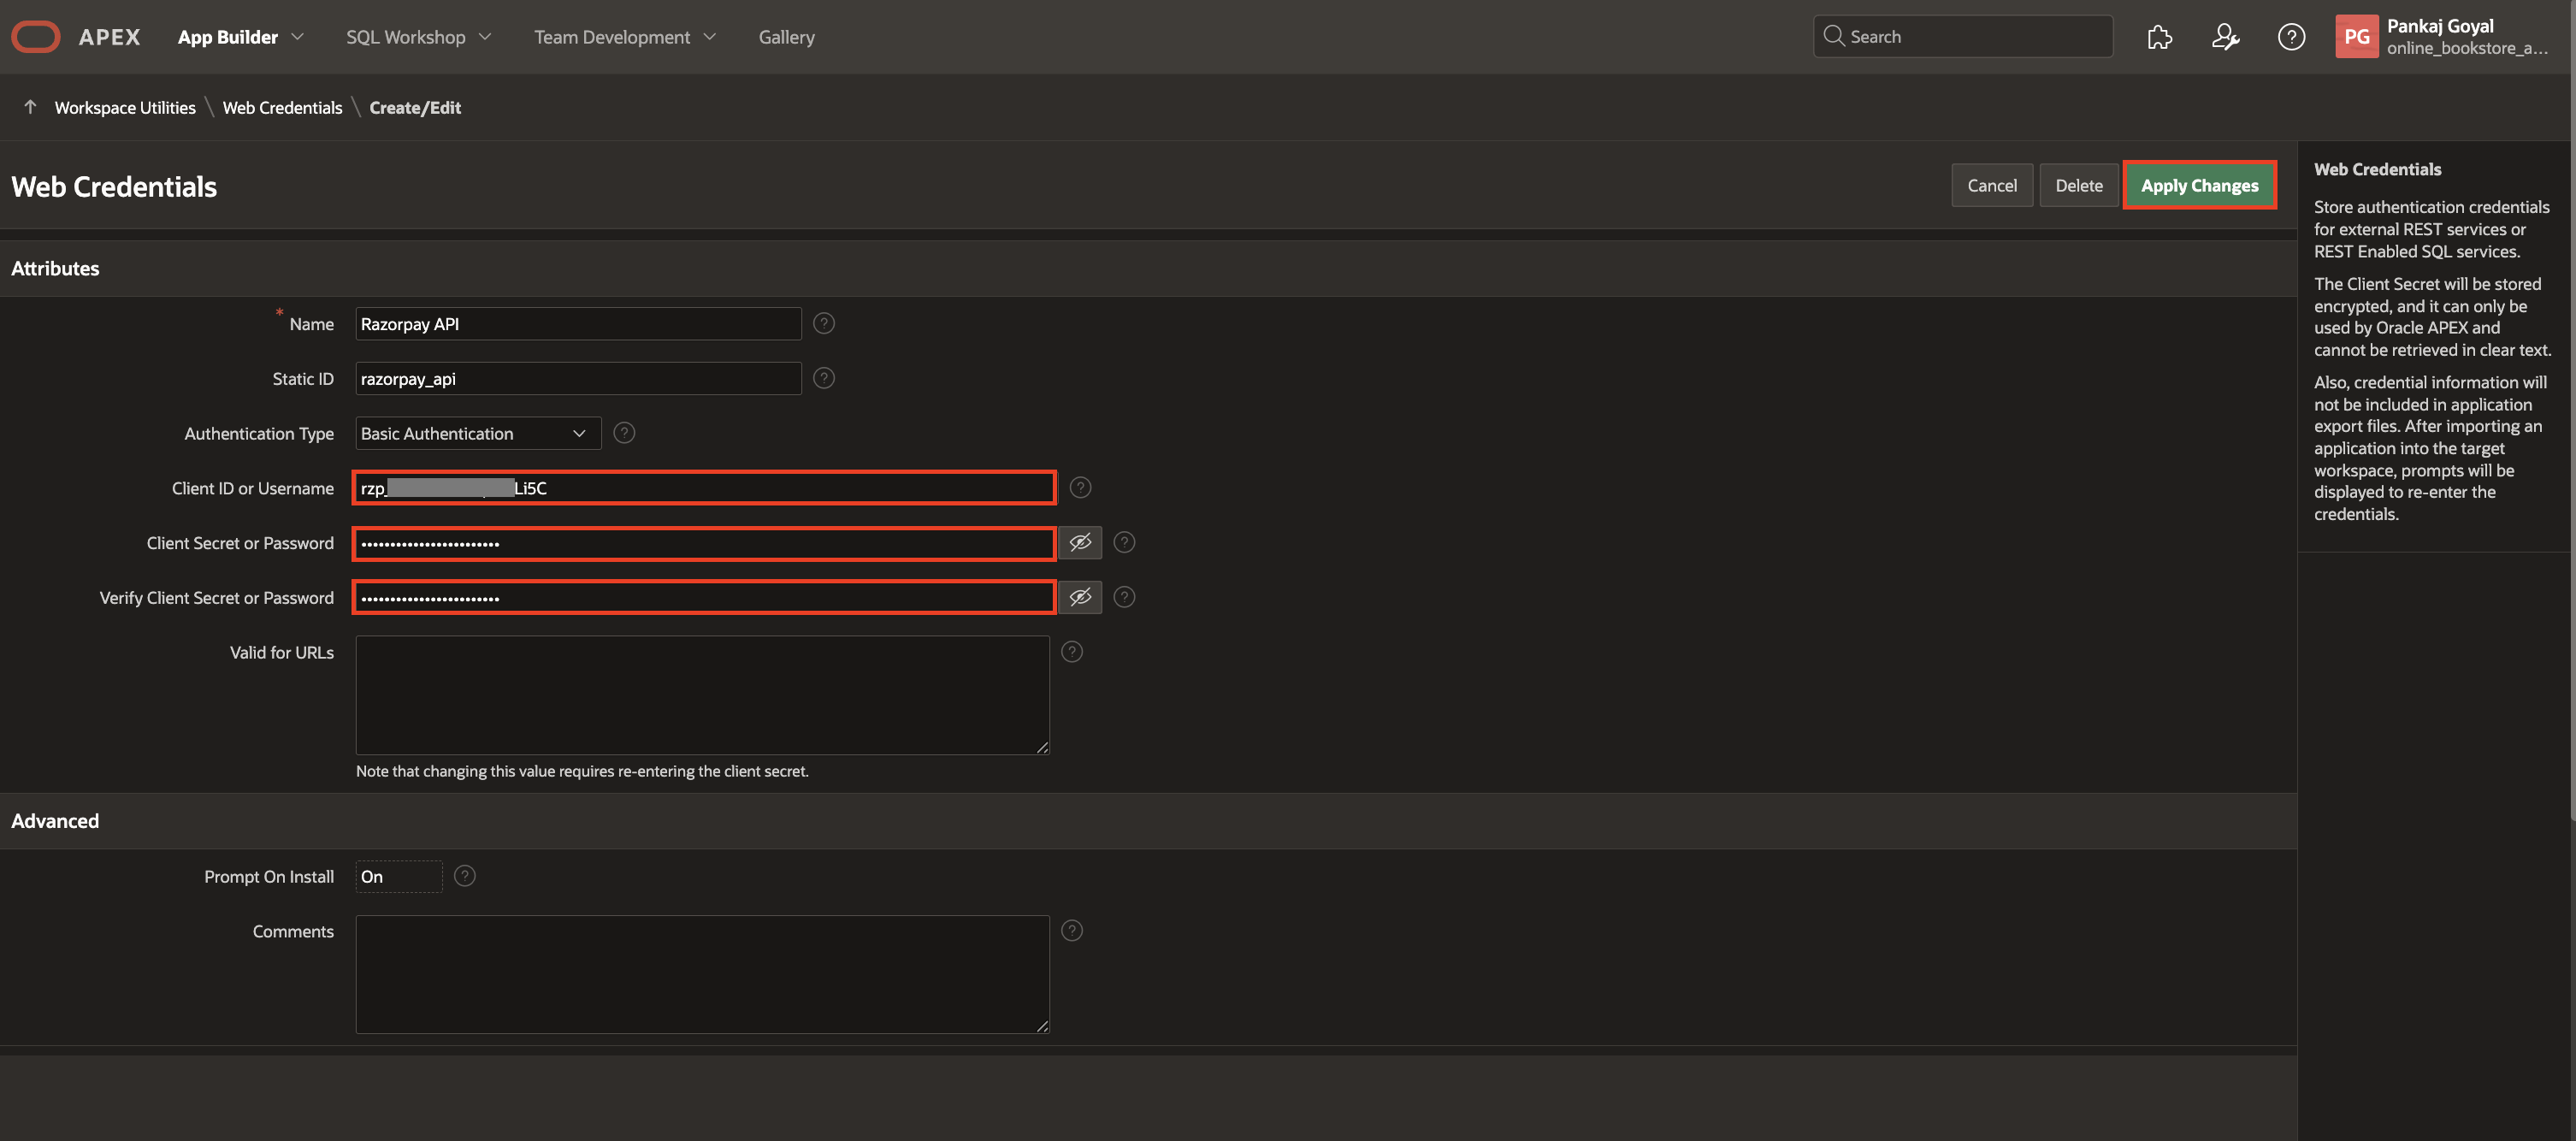 APEX App Builder SQL Workshop Team Development Gallery Search PG Pankaj Goyal
online_bookstore_a...
Workspace Utilities \ Web Credentials \ Create/Edit
Web Credentials
Cancel Delete Apply Changes
Attributes
* Name Razorpay API
Static ID razorpay_api
Authentication Type Basic Authentication
Client ID or Username rzp_ Li5C
Client Secret or Password ••••••••••••••••••••••••
Verify Client Secret or Password ••••••••••••••••••••••••
Valid for URLs
Note that changing this value requires re-entering the client secret.
Advanced
Prompt On Install On
Comments
Web Credentials
Store authentication credentials
for external REST services or
REST Enabled SQL services.
The Client Secret will be stored
encrypted, and it can only be
used by Oracle APEX and
cannot be retrieved in clear text.
Also, credential information will
not be included in application
export files. After importing an
application into the target
workspace, prompts will be
displayed to re-enter the
credentials.